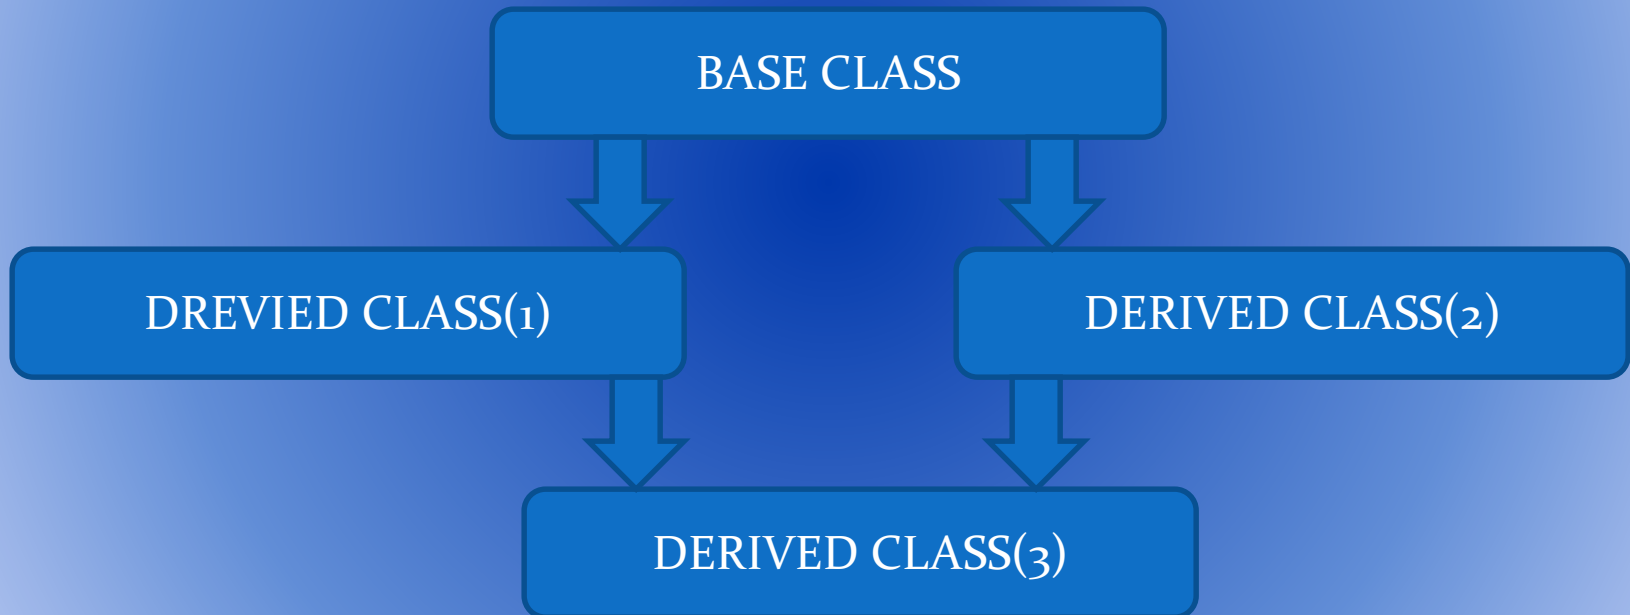 BASE CLASS
DREVIED CLASS(1)
DERIVED CLASS(2)
DERIVED CLASS(3)